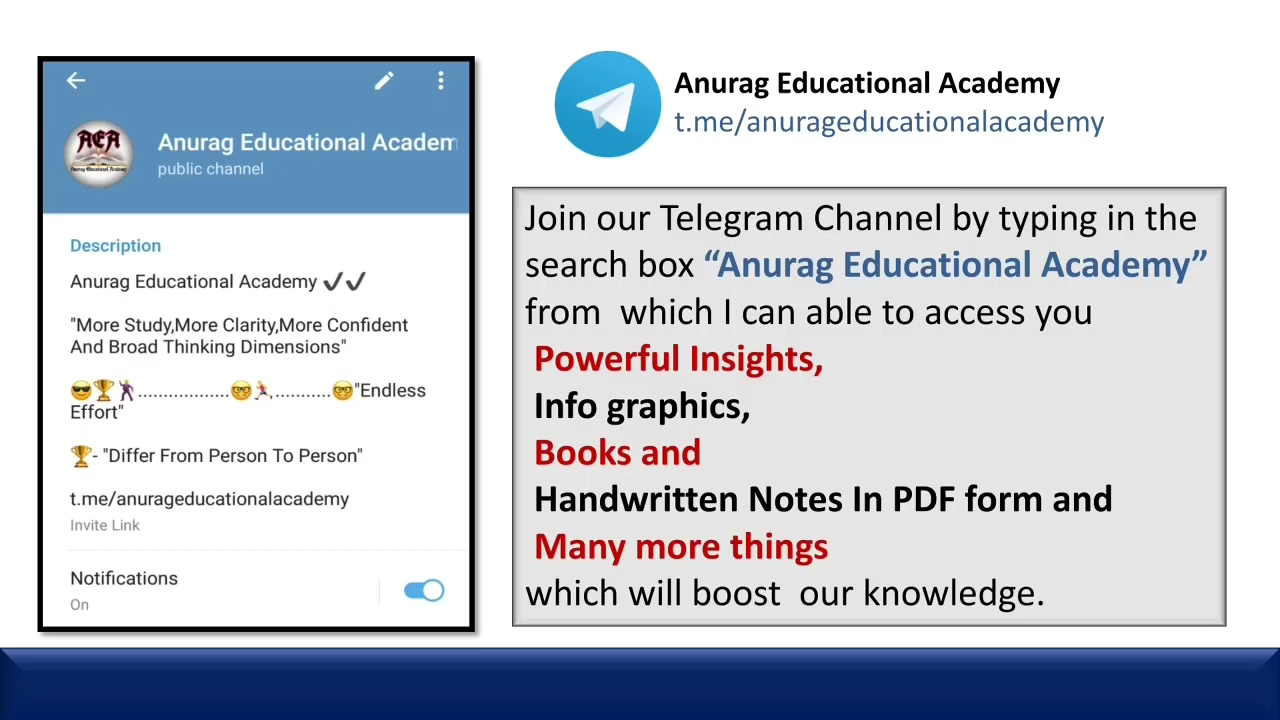 Anurag Educational Academ
public channel
AEA
Anurag Educational Academy
Description
Anurag Educational Academy ✔✔
"More Study,More Clarity,More Confident
And Broad Thinking Dimensions"
😎🏆🕺..................🤓🏃...........🤓"Endless
Effort"
🏆- "Differ From Person To Person"
t.me/anurageducationalacademy
Invite Link
Notifications
On
Anurag Educational Academy
t.me/anurageducationalacademy
Join our Telegram Channel by typing in the
search box “Anurag Educational Academy”
from  which I can able to access you
Powerful Insights,
Info graphics,
Books and
Handwritten Notes In PDF form and
Many more things
which will boost  our knowledge.